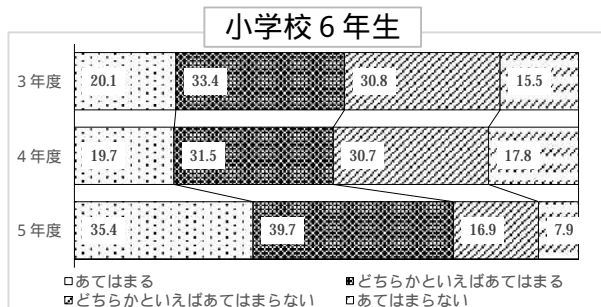 小学校６年生
３年度 20.1 33.4 30.8 15.5
４年度 19.7 31.5 30.7 17.8
５年度 35.4 39.7 16.9 7.9
あてはまる どちらかといえばあてはまる
どちらかといえばあてはまらない あてはまらない